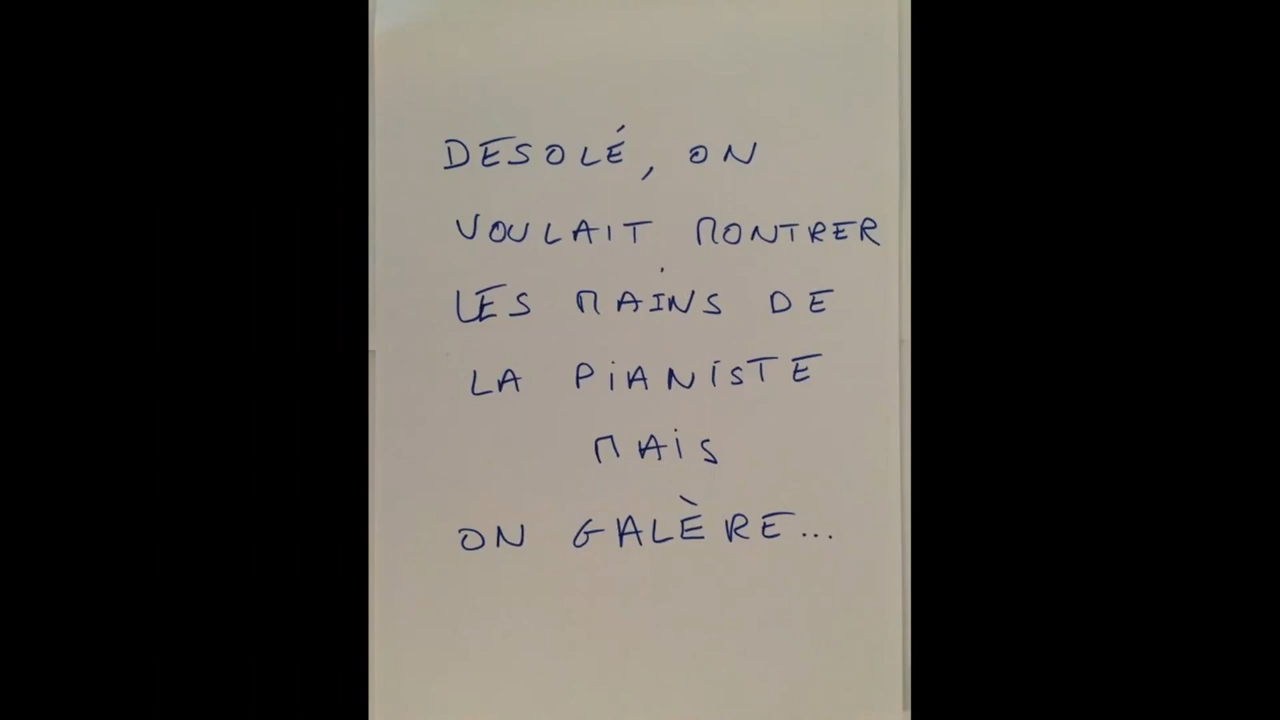 DESOLÉ, ON
VOULAIT MONTRER
LES MAINS DE
LA PiANiSTE
MAiS
ON GALÈRE...